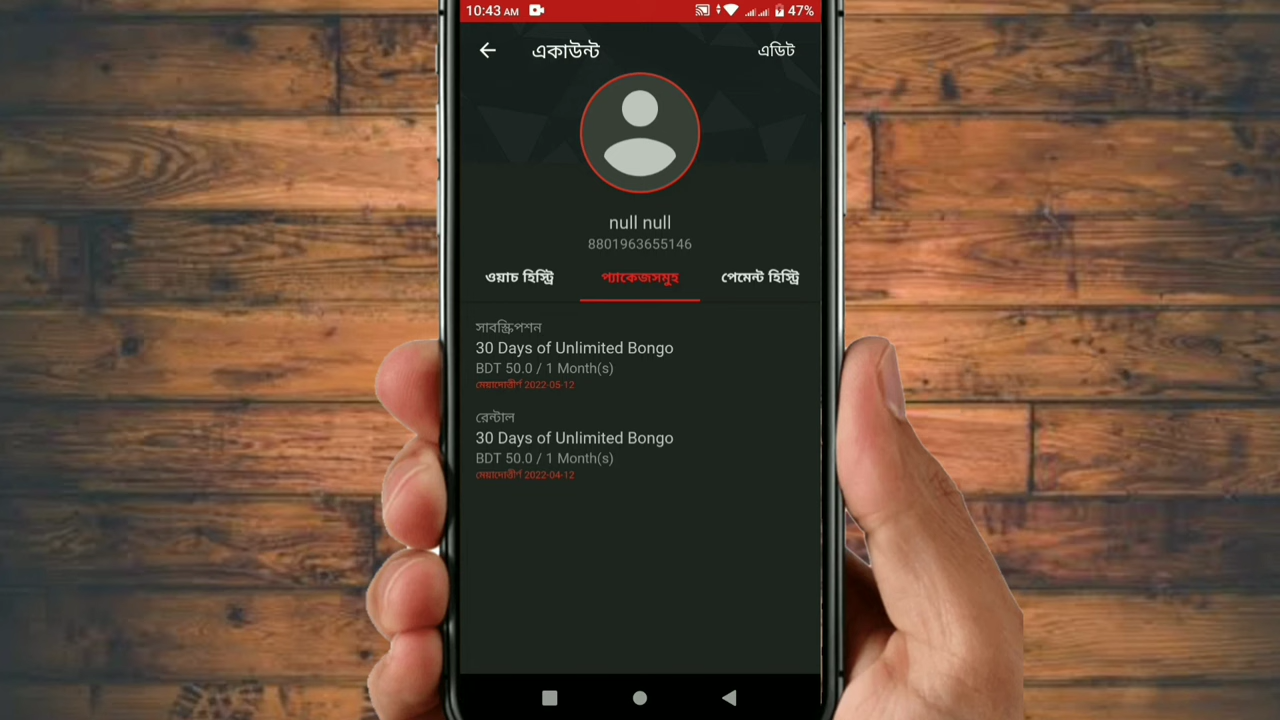 10:43 AM 47%
একাউন্ট এডিট
null null
8801963655146
ওয়াচ হিস্ট্রি প্যাকেজসমুহ পেমেন্ট হিস্ট্রি
সাবস্ক্রিপশন
30 Days of Unlimited Bongo
BDT 50.0 / 1 Month(s)
মেয়াদোত্তীর্ণ 2022-05-12
রেন্টাল
30 Days of Unlimited Bongo
BDT 50.0 / 1 Month(s)
মেয়াদোত্তীর্ণ 2022-04-12